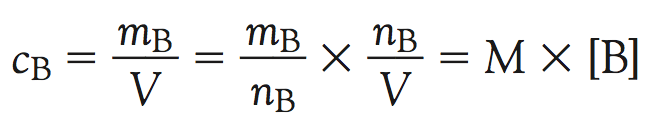 c_B = m_B/V = m_B/n_B × n_B/V = M × [B]